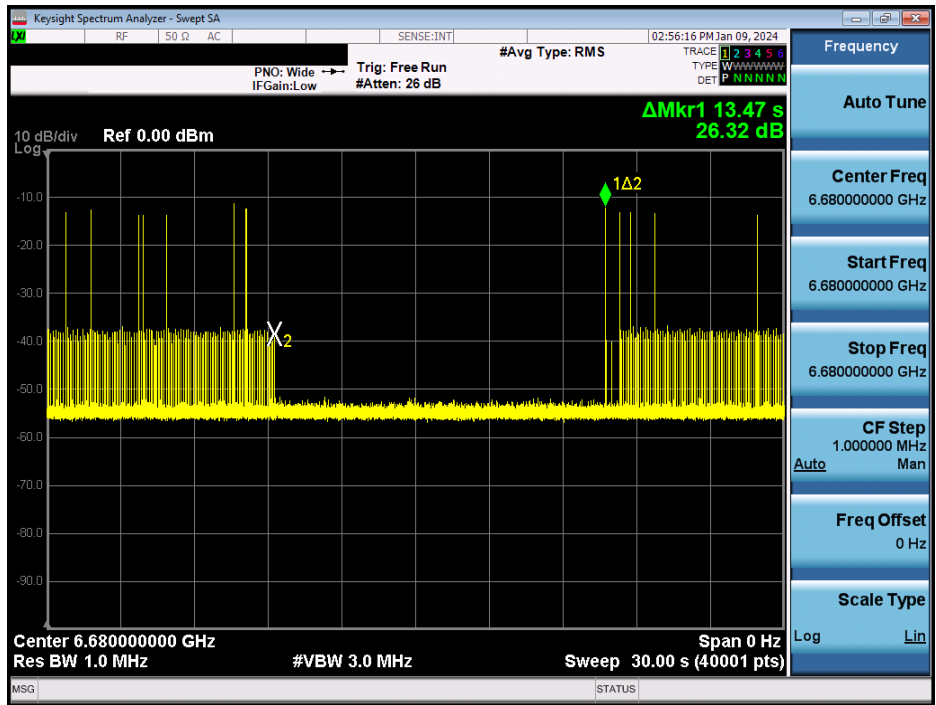 Keysight Spectrum Analyzer - Swept SA
LXI RF 50 Ω AC SENSE:INT 02:56:16 PM Jan 09, 2024
#Avg Type: RMS
TRACE 1 2 3 4 5 6
TYPE WWWWWW
DET P N N N N N
PNO: Wide Trig: Free Run
IFGain:Low #Atten: 26 dB
ΔMkr1 13.47 s
26.32 dB
10 dB/div Ref 0.00 dBm
Log
1Δ2
-10.0
-20.0
-30.0
X2
-40.0
-50.0
-60.0
-70.0
-80.0
-90.0
Center 6.680000000 GHz Span 0 Hz
Res BW 1.0 MHz #VBW 3.0 MHz Sweep 30.00 s (40001 pts)
MSG STATUS
Frequency
Auto Tune
Center Freq
6.680000000 GHz
Start Freq
6.680000000 GHz
Stop Freq
6.680000000 GHz
CF Step
1.000000 MHz
Auto Man
Freq Offset
0 Hz
Scale Type
Log Lin